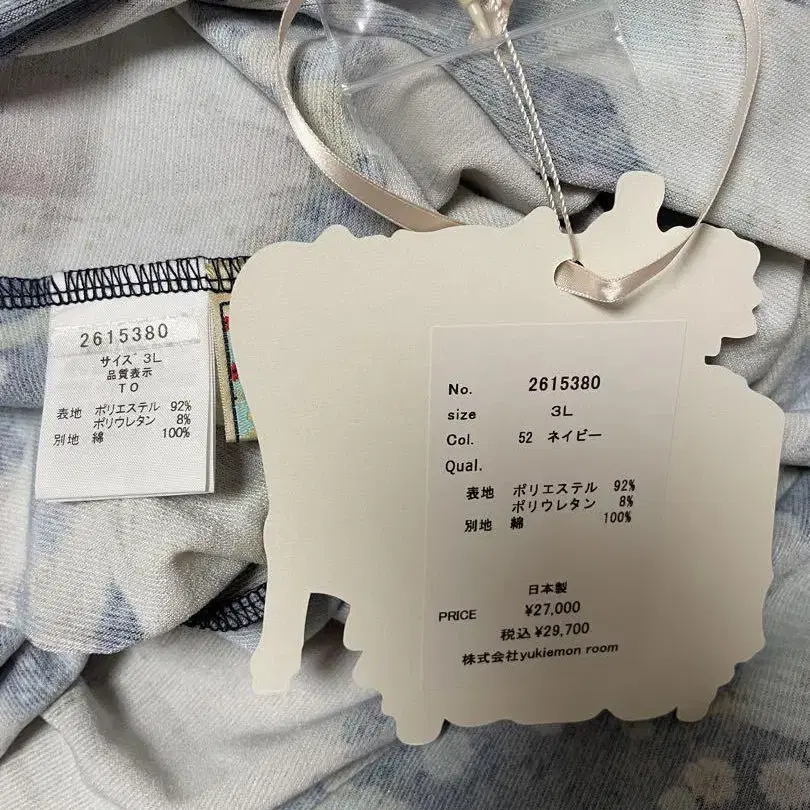 2615380
サイズ 3L
品質表示
TO
表地 ポリエステル 92%
ポリウレタン 8%
別地 綿 100%
No. 2615380
size 3L
Col. 52 ネイビー
Qual.
表地 ポリエステル 92%
ポリウレタン 8%
別地 綿 100%
日本製
PRICE ¥27,000
税込 ¥29,700
株式会社yukiemon room